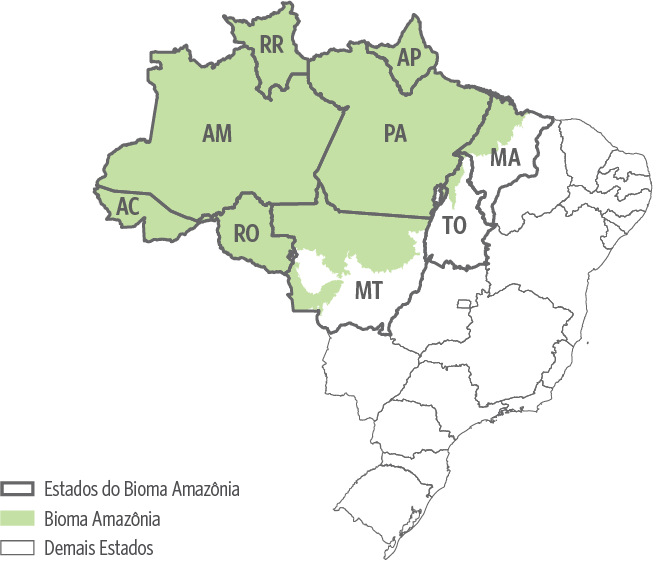 RR
AP
AM
PA
MA
AC
TO
RO
MT
Estados do Bioma Amazônia
Bioma Amazônia
Demais Estados